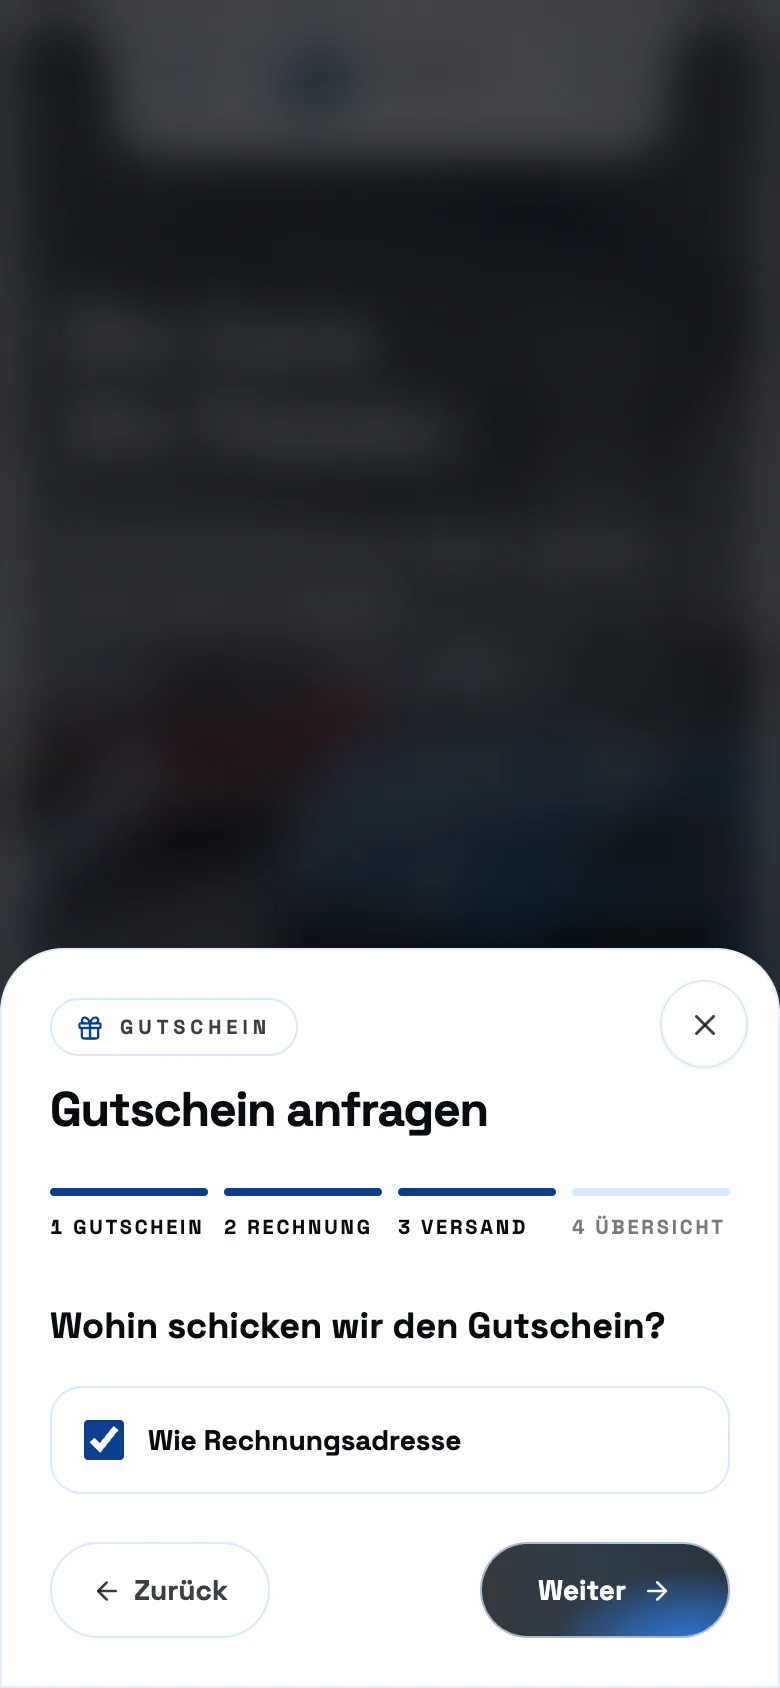 GUTSCHEIN
Gutschein anfragen
1 GUTSCHEIN 2 RECHNUNG 3 VERSAND 4 ÜBERSICHT
Wohin schicken wir den Gutschein?
Wie Rechnungsadresse
← Zurück Weiter →